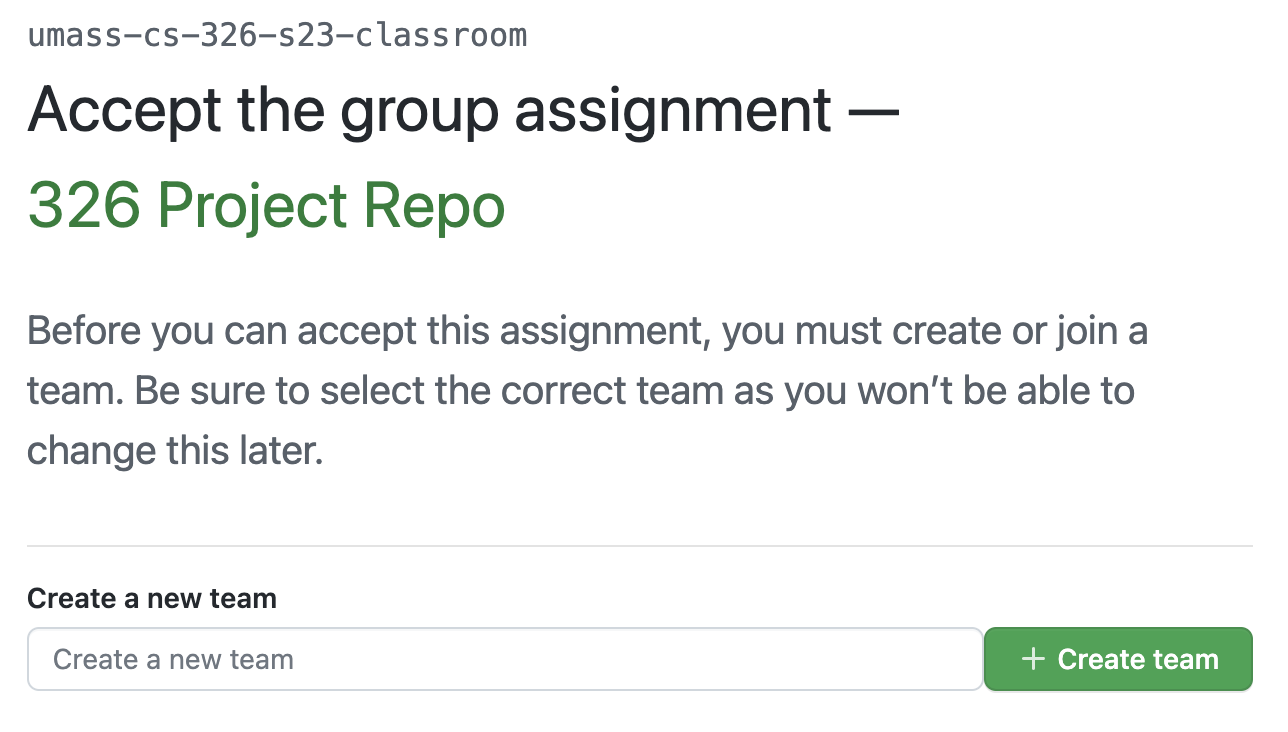 umass-cs-326-s23-classroom
Accept the group assignment —
326 Project Repo
Before you can accept this assignment, you must create or join a
team. Be sure to select the correct team as you won’t be able to
change this later.
Create a new team
Create a new team
+ Create team